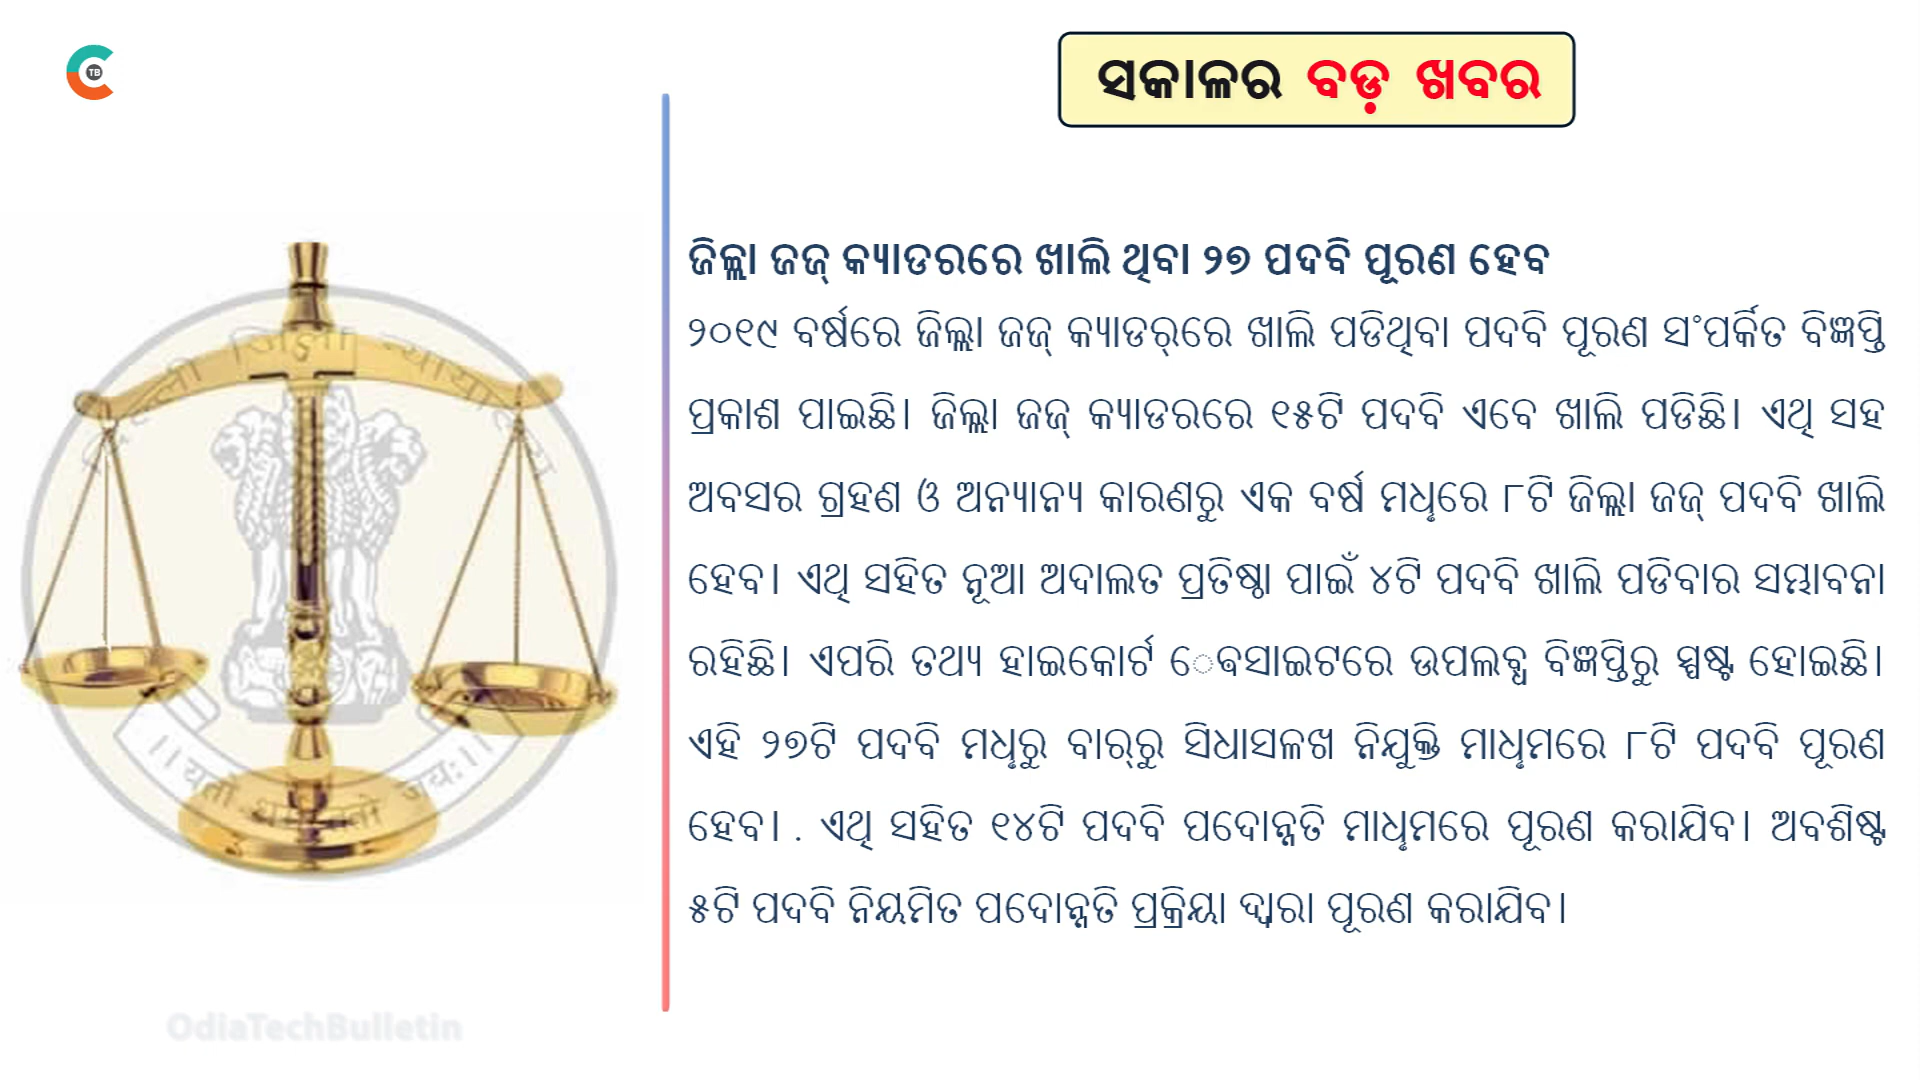 TB
ସକାଳର ବଡ଼ ଖବର
ଜିଲ୍ଲା ଜଜ୍ କ୍ୟାଡରରେ ଖାଲି ଥିବା ୨୭ ପଦବି ପୂରଣ ହେବ
୨୦୧୯ ବର୍ଷରେ ଜିଲ୍ଲା ଜଜ୍ କ୍ୟାଡର୍‌ରେ ଖାଲି ପଡିଥିବା ପଦବି ପୂରଣ ସଂପର୍କିତ ବିଜ୍ଞପ୍ତି
ପ୍ରକାଶ ପାଇଛି। ଜିଲ୍ଲା ଜଜ୍ କ୍ୟାଡରରେ ୧୫ଟି ପଦବି ଏବେ ଖାଲି ପଡିଛି। ଏଥି ସହ
ଅବସର ଗ୍ରହଣ ଓ ଅନ୍ୟାନ୍ୟ କାରଣରୁ ଏକ ବର୍ଷ ମଧ୍ୟରେ ୮ଟି ଜିଲ୍ଲା ଜଜ୍ ପଦବି ଖାଲି
ହେବ। ଏଥି ସହିତ ନୂଆ ଅଦାଲତ ପ୍ରତିଷ୍ଠା ପାଇଁ ୪ଟି ପଦବି ଖାଲି ପଡିବାର ସମ୍ଭାବନା
ରହିଛି। ଏପରି ତଥ୍ୟ ହାଇକୋର୍ଟ େବେସାଇଟରେ ଉପଲବ୍ଧ ବିଜ୍ଞପ୍ତିରୁ ସ୍ପଷ୍ଟ ହୋଇଛି।
ଏହି ୨୭ଟି ପଦବି ମଧ୍ୟରୁ ବାର୍‌ରୁ ସିଧାସଳଖ ନିଯୁକ୍ତି ମାଧ୍ୟମରେ ୮ଟି ପଦବି ପୂରଣ
ହେବ। . ଏଥି ସହିତ ୧୪ଟି ପଦବି ପଦୋନ୍ନତି ମାଧ୍ୟମରେ ପୂରଣ କରାଯିବ। ଅବଶିଷ୍ଟ
୫ଟି ପଦବି ନିୟମିତ ପଦୋନ୍ନତି ପ୍ରକ୍ରିୟା ଦ୍ୱାରା ପୂରଣ କରାଯିବ।
OdiaTechBulletin